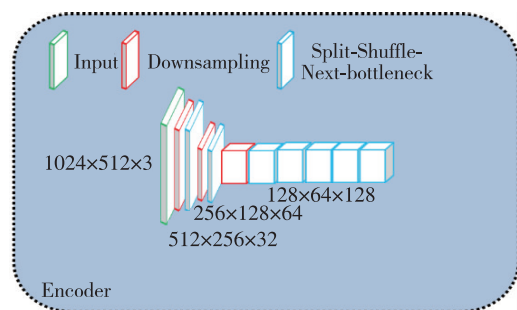 Input
Downsampling
Split-Shuffle-
Next-bottleneck
1024×512×3
128×64×128
256×128×64
512×256×32
Encoder